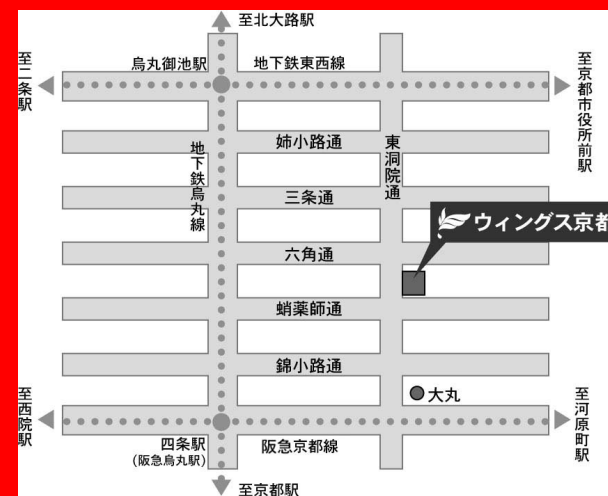 至北大路駅
烏丸御池駅
地下鉄東西線
至二条駅
至京都市役所前駅
姉小路通
地下鉄烏丸線
東洞院通
三条通
ウィングス京都
六角通
蛸薬師通
錦小路通
大丸
至西院駅
至河原町駅
四条駅
(阪急烏丸駅)
阪急京都線
至京都駅